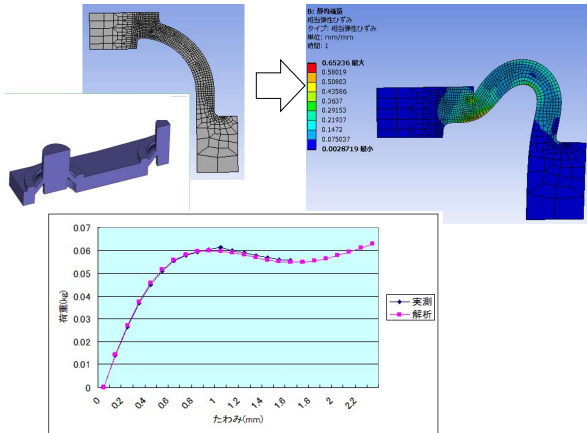 B: 静的構造
相当弾性ひずみ
タイプ: 相当弾性ひずみ
単位: mm/mm
時間: 1
0.65236 最大
0.58019
0.50803
0.43586
0.3637
0.29153
0.21937
0.1472
0.075037
0.0028719 最小
0.07
0.06
0.05
0.04
0.03
0.02
0.01
0
荷重(kg)
0
0.2
0.4
0.6
0.8
1
1.2
1.4
1.6
1.8
2
2.2
たわみ(mm)
実測
解析